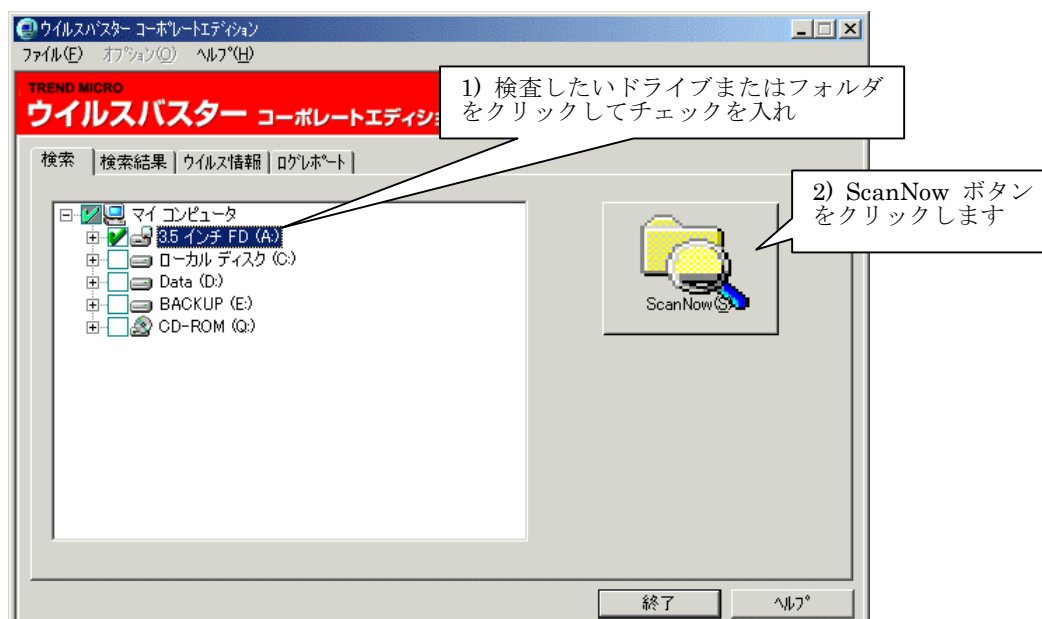 ウイルスバスター コーポレートエディション
ファイル(F) オプション(O) ヘルプ(H)
TREND MICRO
ウイルスバスター コーポレートエディショ
1) 検査したいドライブまたはフォルダ
をクリックしてチェックを入れ
検索 検索結果 ウイルス情報 ログレポート
2) ScanNow ボタン
をクリックします
マイ コンピュータ
3.5 インチ FD (A:)
ローカル ディスク (C:)
Data (D:)
BACKUP (E:)
CD-ROM (Q:)
ScanNow(S)
終了 ヘルプ